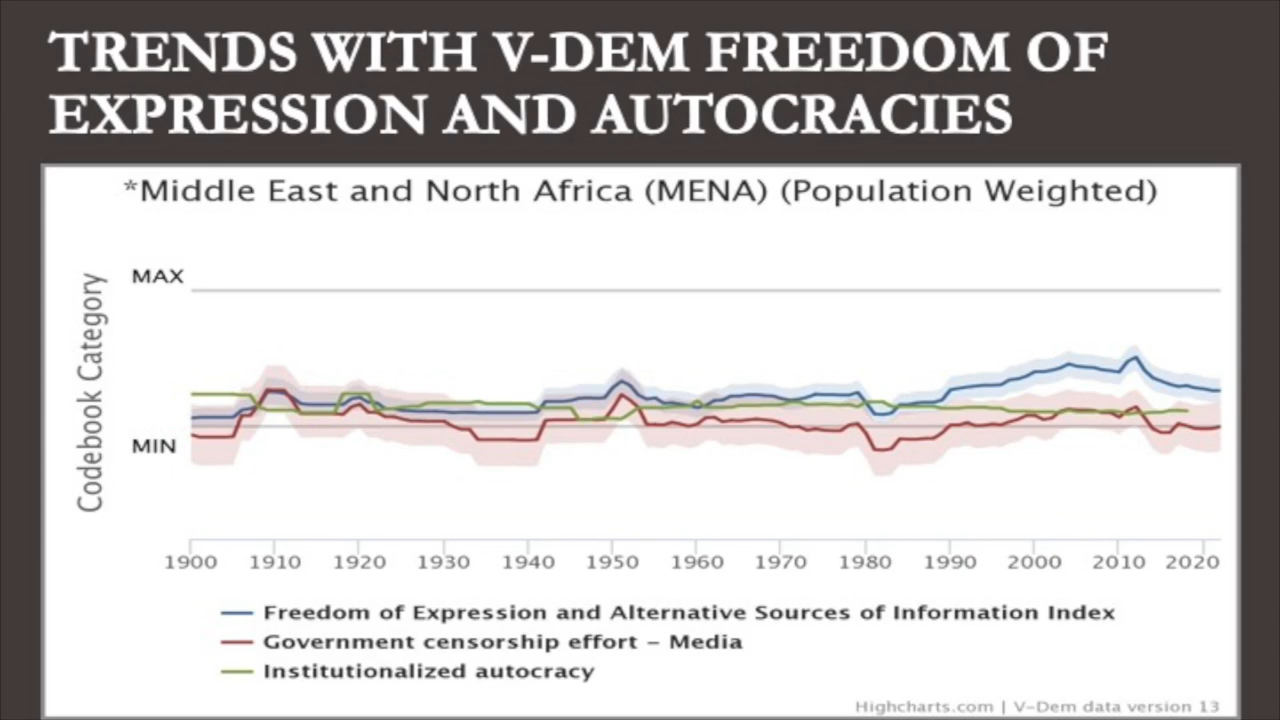 TRENDS WITH V-DEM FREEDOM OF
EXPRESSION AND AUTOCRACIES
*Middle East and North Africa (MENA) (Population Weighted)
Codebook Category
MAX
MIN
1900 1910 1920 1930 1940 1950 1960 1970 1980 1990 2000 2010 2020
Freedom of Expression and Alternative Sources of Information Index
Government censorship effort – Media
Institutionalized autocracy
Highcharts.com | V-Dem data version 13